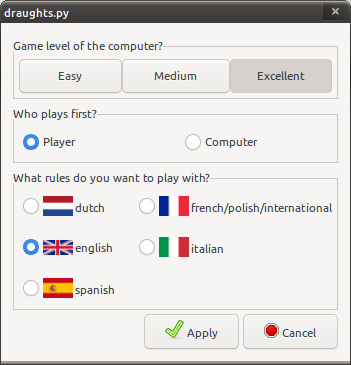 draughts.py
Game level of the computer?
Easy Medium Excellent
Who plays first?
Player Computer
What rules do you want to play with?
dutch french/polish/international
english italian
spanish
Apply Cancel